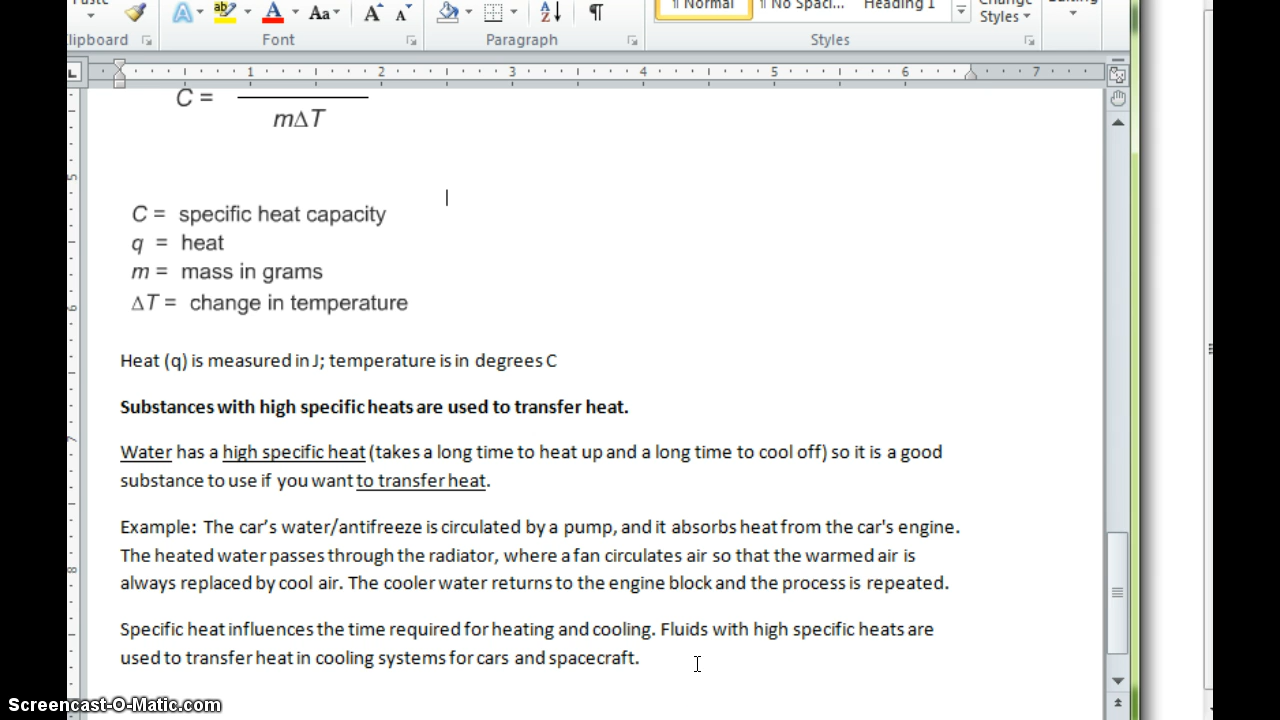 Paste
¶ Normal ¶ No Spaci... Heading 1 Change Styles
Clipboard Font Paragraph Styles
1 2 3 4 5 6 7
C =
mΔT
C = specific heat capacity
q = heat
m = mass in grams
ΔT = change in temperature
Heat (q) is measured in J; temperature is in degrees C
Substances with high specific heats are used to transfer heat.
Water has a high specific heat (takes a long time to heat up and a long time to cool off) so it is a good
substance to use if you want to transfer heat.
Example: The car’s water/antifreeze is circulated by a pump, and it absorbs heat from the car's engine.
The heated water passes through the radiator, where a fan circulates air so that the warmed air is
always replaced by cool air. The cooler water returns to the engine block and the process is repeated.
Specific heat influences the time required for heating and cooling. Fluids with high specific heats are
used to transfer heat in cooling systems for cars and spacecraft.
Screencast-O-Matic.com